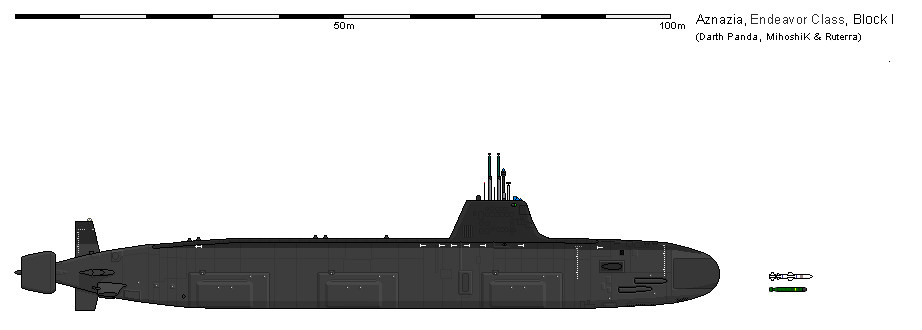 Aznazia, Endeavor Class, Block I
(Darth Panda, MihoshiK & Ruterra)
50m
100m